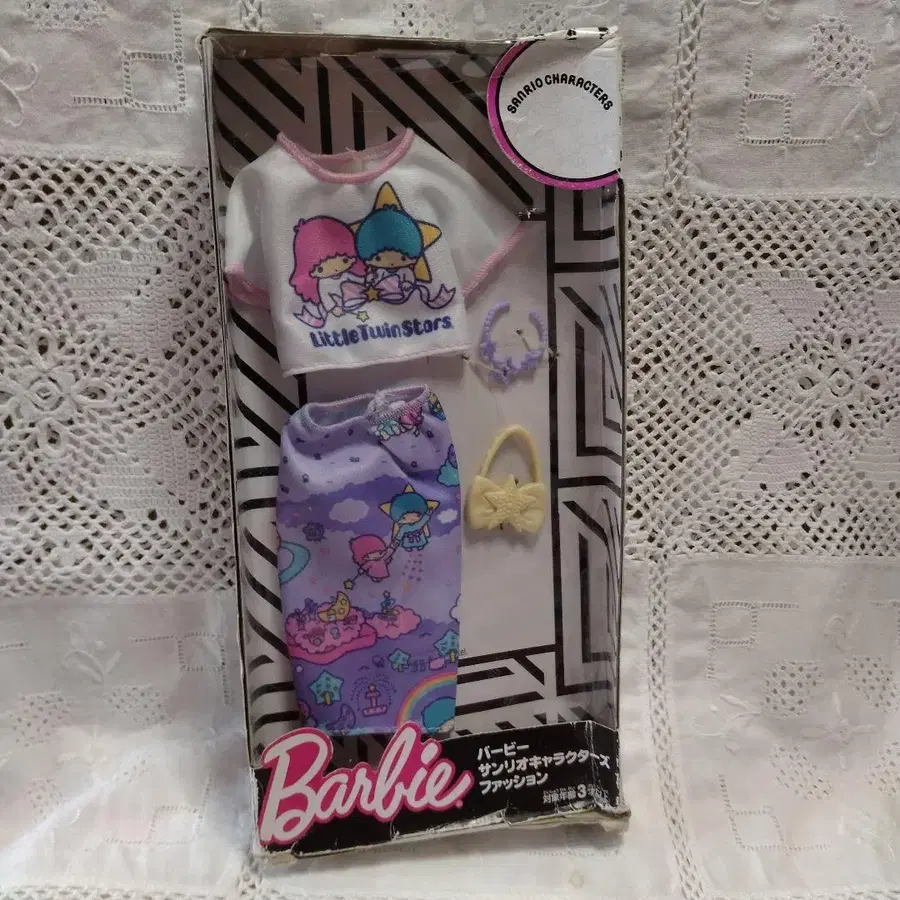 SANRIO CHARACTERS
LittleTwinStars
Barbie
バービー
サンリオキャラクターズ
ファッション
対象年齢3